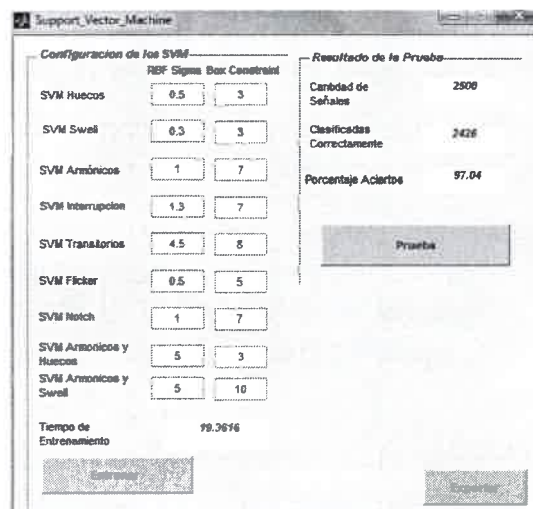 Support_Vector_Machine
Configuracion de los SVM
RBF Sigma Box Constraint
SVM Huecos 0.5 3
SVM Swell 0.3 3
SVM Armónicos 1 7
SVM Interrupcion 1.3 7
SVM Transitorios 4.5 8
SVM Flicker 0.5 5
SVM Notch 1 7
SVM Armonicos y
Huecos 5 3
SVM Armonicos y
Swell 5 10
Tiempo de
Entrenamiento 19.3616
Entrenar
Resultado de la Prueba
Cantidad de
Señales 2500
Clasificadas
Correctamente 2426
Porcentaje Aciertos 97.04
Prueba